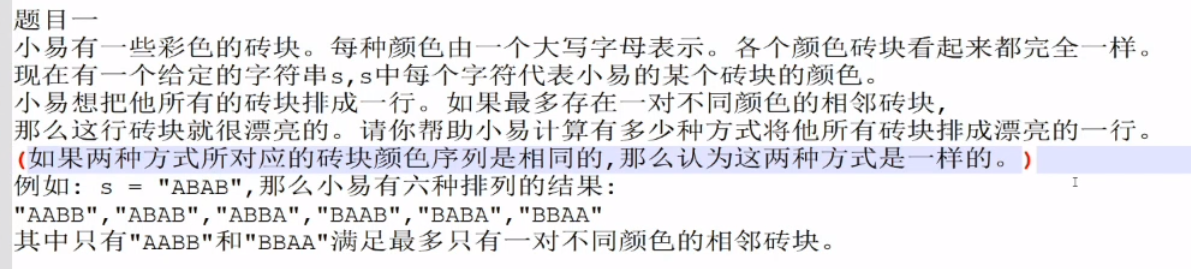 题目一
小易有一些彩色的砖块。每种颜色由一个大写字母表示。各个颜色砖块看起来都完全一样。
现在有一个给定的字符串s,s中每个字符代表小易的某个砖块的颜色。
小易想把他所有的砖块排成一行。如果最多存在一对不同颜色的相邻砖块,
那么这行砖块就很漂亮的。请你帮助小易计算有多少种方式将他所有砖块排成漂亮的一行。
(如果两种方式所对应的砖块颜色序列是相同的,那么认为这两种方式是一样的。)
例如: s = "ABAB",那么小易有六种排列的结果:
"AABB","ABAB","ABBA","BAAB","BABA","BBAA"
其中只有"AABB"和"BBAA"满足最多只有一对不同颜色的相邻砖块。